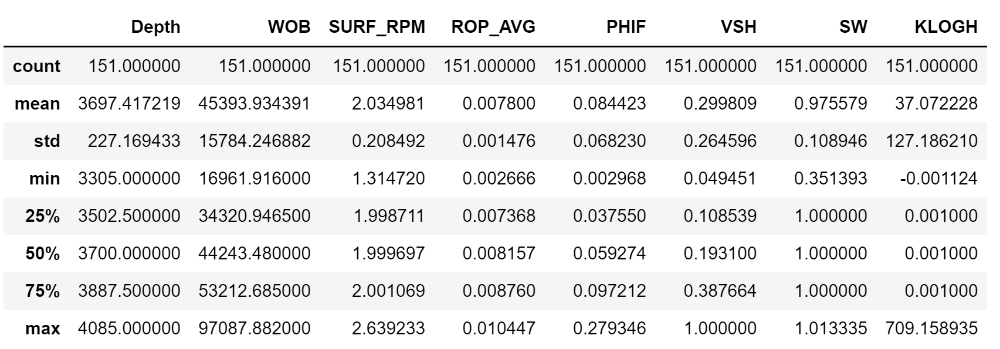 Depth WOB SURF_RPM ROP_AVG PHIF VSH SW KLOGH
count 151.000000 151.000000 151.000000 151.000000 151.000000 151.000000 151.000000 151.000000
mean 3697.417219 45393.934391 2.034981 0.007800 0.084423 0.299809 0.975579 37.072228
std 227.169433 15784.246882 0.208492 0.001476 0.068230 0.264596 0.108946 127.186210
min 3305.000000 16961.916000 1.314720 0.002666 0.002968 0.049451 0.351393 -0.001124
25% 3502.500000 34320.946500 1.998711 0.007368 0.037550 0.108539 1.000000 0.001000
50% 3700.000000 44243.480000 1.999697 0.008157 0.059274 0.193100 1.000000 0.001000
75% 3887.500000 53212.685000 2.001069 0.008760 0.097212 0.387664 1.000000 0.001000
max 4085.000000 97087.882000 2.639233 0.010447 0.279346 1.000000 1.013335 709.158935